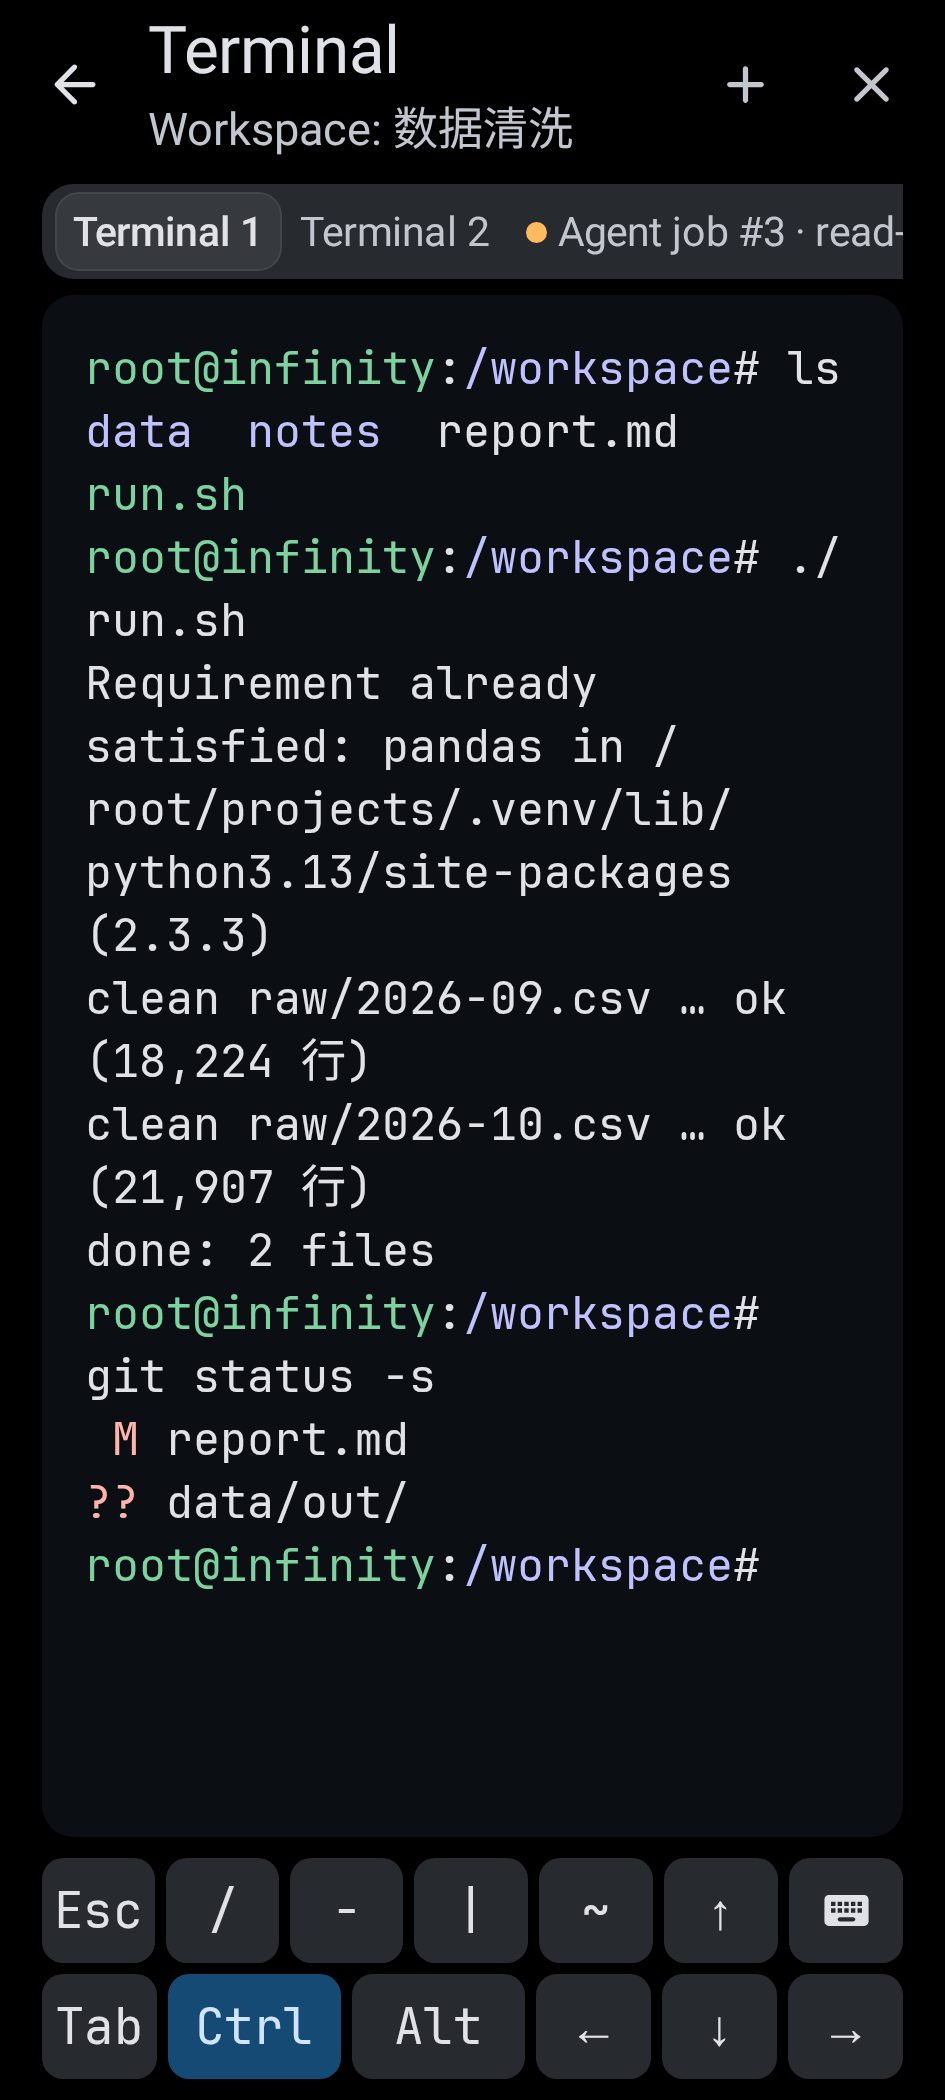 Terminal
Workspace: 数据清洗
Terminal 1 Terminal 2 Agent job #3 · read-
root@infinity:/workspace# ls
data  notes  report.md
run.sh
root@infinity:/workspace# ./
run.sh
Requirement already
satisfied: pandas in /
root/projects/.venv/lib/
python3.13/site-packages
(2.3.3)
clean raw/2026-09.csv … ok
(18,224 行)
clean raw/2026-10.csv … ok
(21,907 行)
done: 2 files
root@infinity:/workspace#
git status -s
 M report.md
?? data/out/
root@infinity:/workspace#
Esc / - | ~ ↑
Tab Ctrl Alt ← ↓ →